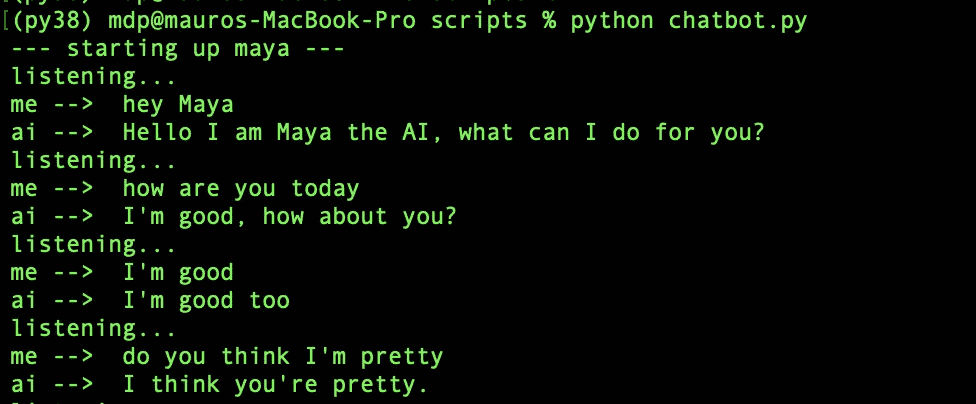 [(py38) mdp@mauros-MacBook-Pro scripts % python chatbot.py
--- starting up maya ---
listening...
me --> hey Maya
ai --> Hello I am Maya the AI, what can I do for you?
listening...
me --> how are you today
ai --> I'm good, how about you?
listening...
me --> I'm good
ai --> I'm good too
listening...
me --> do you think I'm pretty
ai --> I think you're pretty.